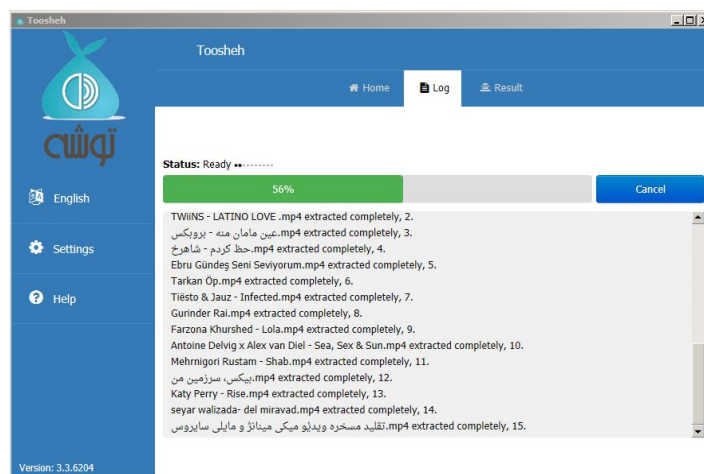 Toosheh
توشه
English
Settings
Help
Version: 3.3.6204
Toosheh
Home
Log
Result
Status: Ready
56%
Cancel
TWiiNS - LATINO LOVE .mp4 extracted completely, 2.
عین مامان منه - بروبکس.mp4 extracted completely, 3.
حظ کردم - شاهرخ.mp4 extracted completely, 4.
Ebru Gündeş Seni Seviyorum.mp4 extracted completely, 5.
Tarkan Öp.mp4 extracted completely, 6.
Tiësto & Jauz - Infected.mp4 extracted completely, 7.
Gurinder Rai.mp4 extracted completely, 8.
Farzona Khurshed - Lola.mp4 extracted completely, 9.
Antoine Delvig x Alex van Diel - Sea, Sex & Sun.mp4 extracted completely, 10.
Mehrnigori Rustam - Shab.mp4 extracted completely, 11.
بیکس، سرزمین من.mp4 extracted completely, 12.
Katy Perry - Rise.mp4 extracted completely, 13.
seyar walizada- del miravad.mp4 extracted completely, 14.
تقلید مسخره ویدئو میکی میناژ و مایلی سایروس.mp4 extracted completely, 15.